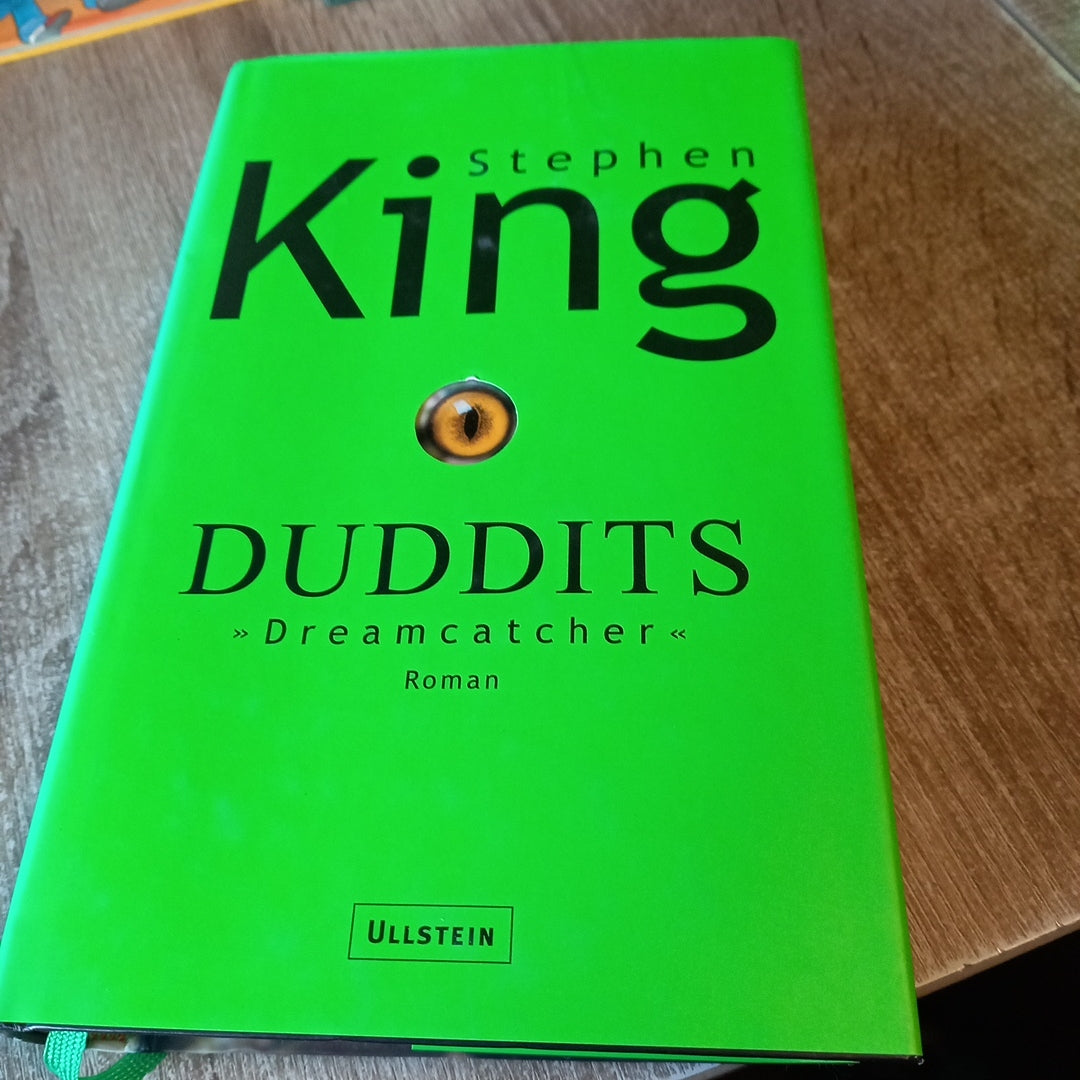 Stephen
King
DUDDITS
»Dreamcatcher«
Roman
ULLSTEIN